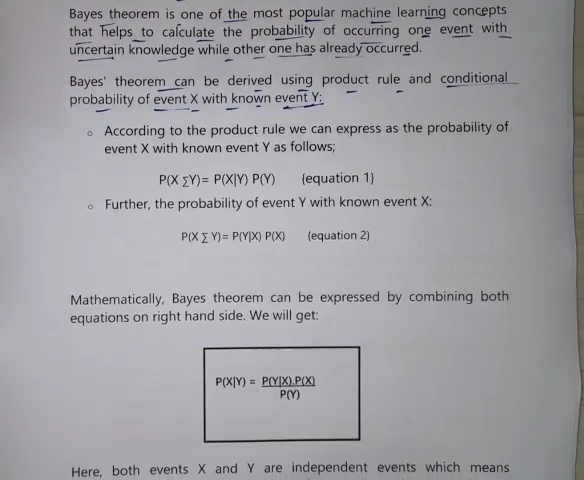 Bayes theorem is one of the most popular machine learning concepts
that helps to calculate the probability of occurring one event with
uncertain knowledge while other one has already occurred.
Bayes' theorem can be derived using product rule and conditional
probability of event X with known event Y:
o According to the product rule we can express as the probability of
event X with known event Y as follows;
P(X ∑Y)= P(X|Y) P(Y) {equation 1}
o Further, the probability of event Y with known event X:
P(X ∑ Y)= P(Y|X) P(X) {equation 2}
Mathematically, Bayes theorem can be expressed by combining both
equations on right hand side. We will get:
P(X|Y) = P(Y|X).P(X)
P(Y)
Here, both events X and Y are independent events which means